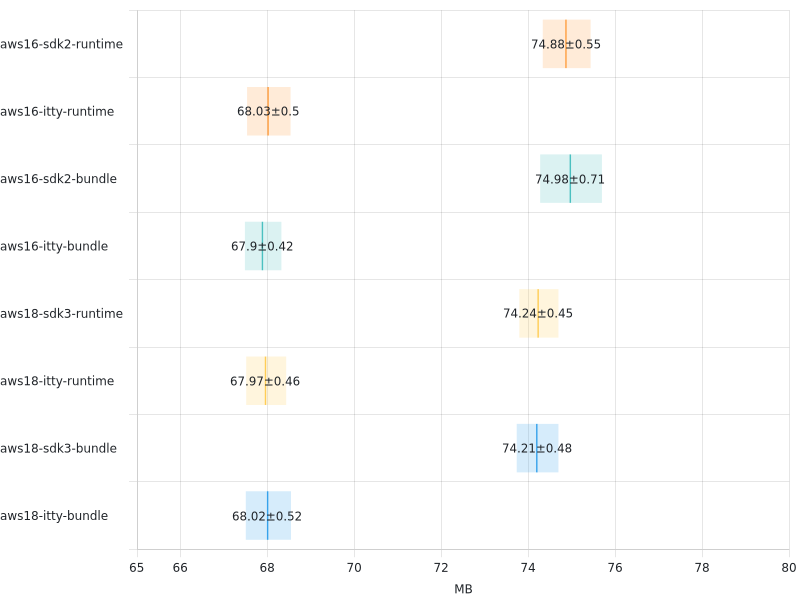 aws16-sdk2-runtime 74.88±0.55
aws16-itty-runtime 68.03±0.5
aws16-sdk2-bundle 74.98±0.71
aws16-itty-bundle 67.9±0.42
aws18-sdk3-runtime 74.24±0.45
aws18-itty-runtime 67.97±0.46
aws18-sdk3-bundle 74.21±0.48
aws18-itty-bundle 68.02±0.52
65 66 68 70 72 74 76 78 80
MB